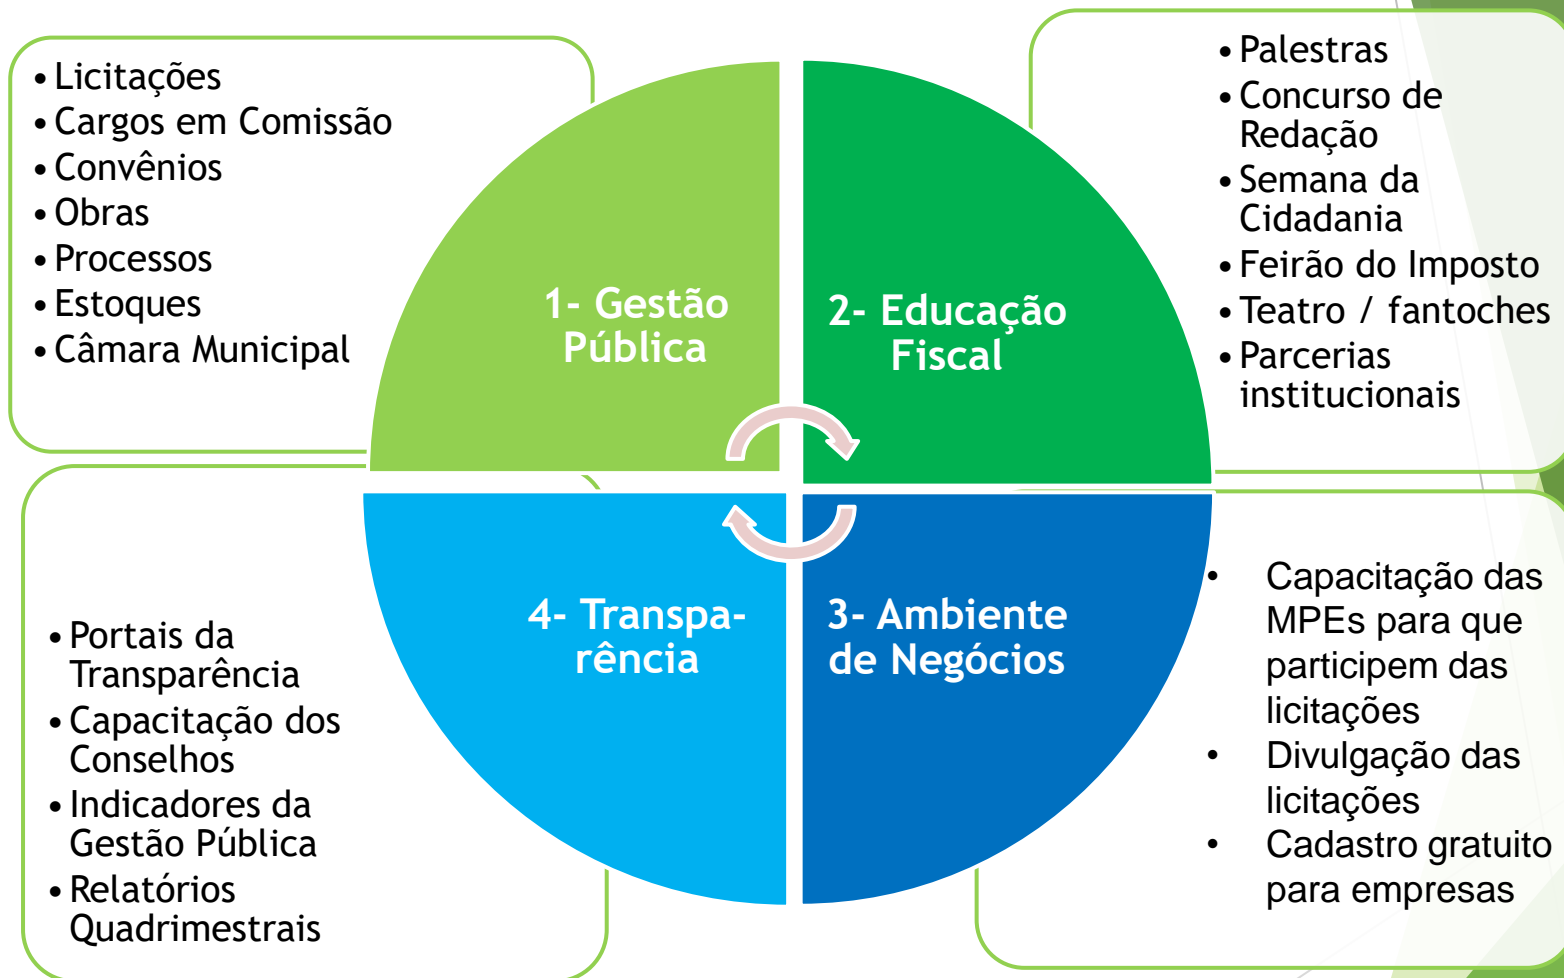 • Licitações
• Cargos em Comissão
• Convênios
• Obras
• Processos
• Estoques
• Câmara Municipal
1- Gestão
Pública
2- Educação
Fiscal
• Palestras
• Concurso de
Redação
• Semana da
Cidadania
• Feirão do Imposto
• Teatro / fantoches
• Parcerias
institucionais
• Portais da
Transparência
• Capacitação dos
Conselhos
• Indicadores da
Gestão Pública
• Relatórios
Quadrimestrais
4- Transpa-
rência
3- Ambiente
de Negócios
• Capacitação das
MPEs para que
participem das
licitações
• Divulgação das
licitações
• Cadastro gratuito
para empresas